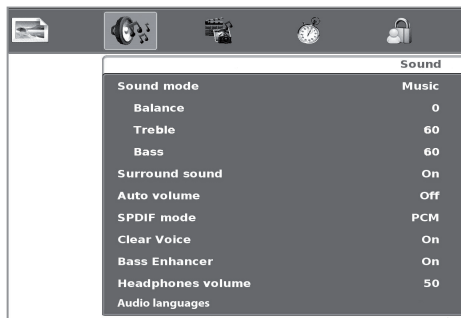 Sound
Sound mode Music
Balance 0
Treble 60
Bass 60
Surround sound On
Auto volume Off
SPDIF mode PCM
Clear Voice On
Bass Enhancer On
Headphones volume 50
Audio languages